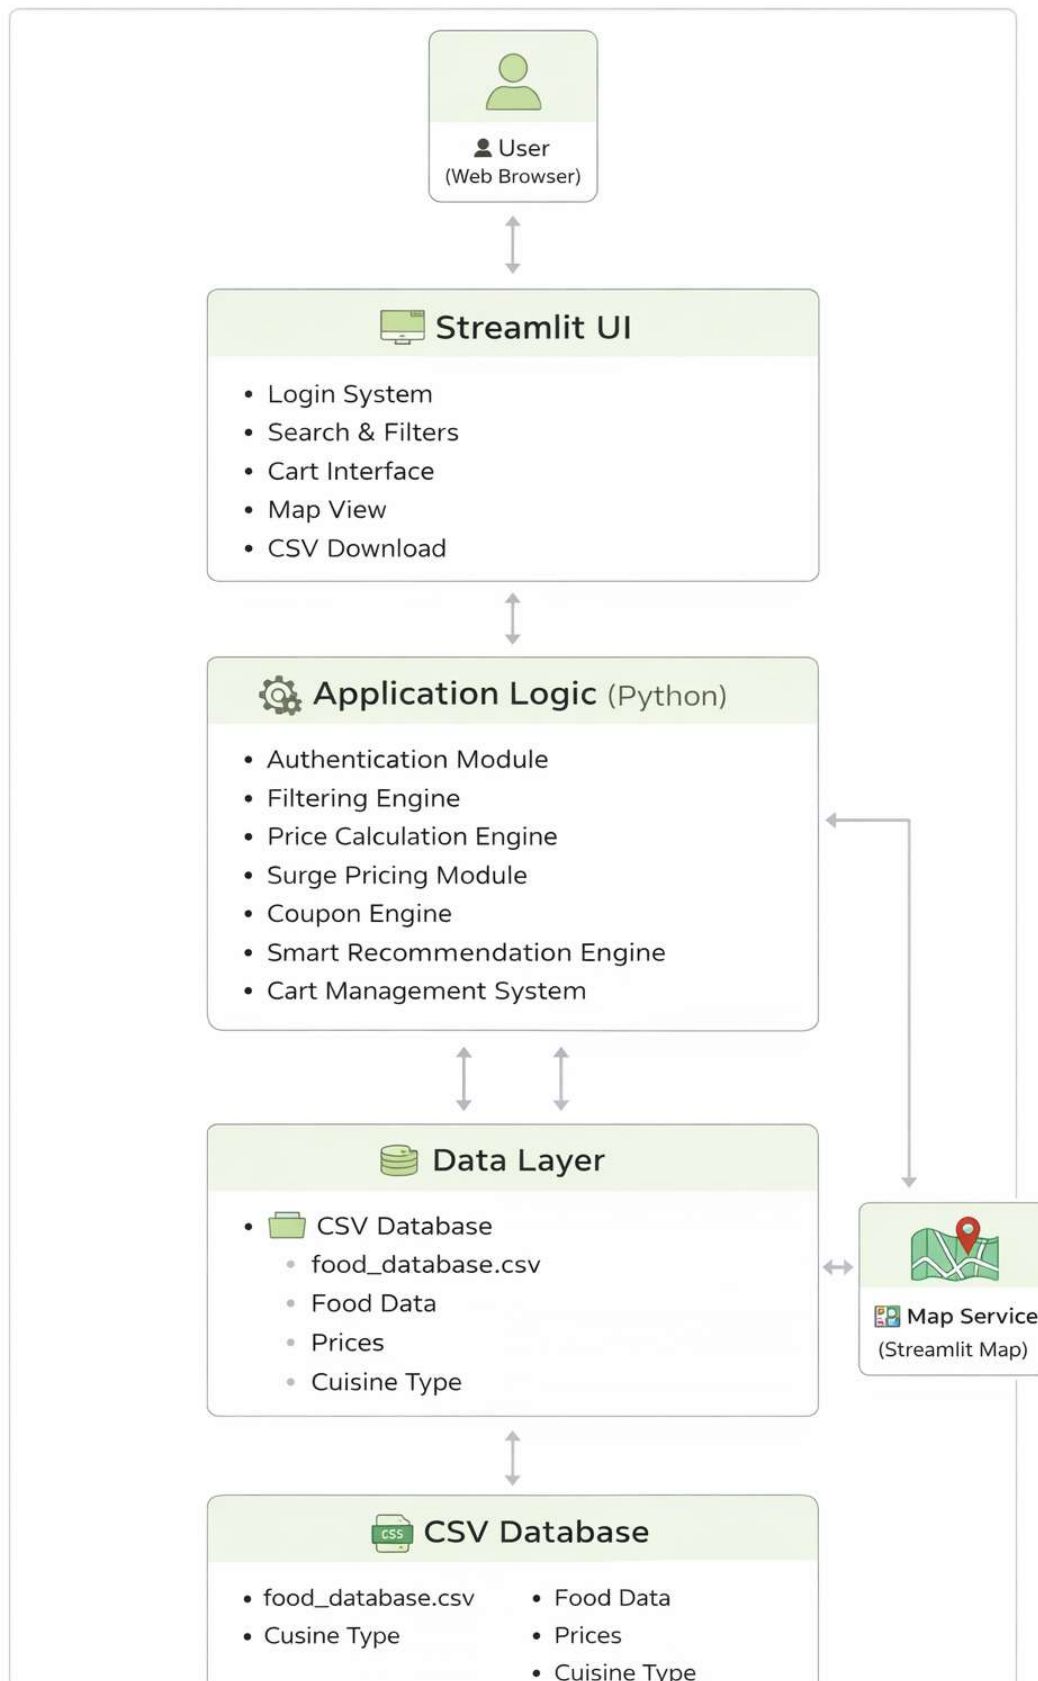 User
(Web Browser)
Streamlit UI
• Login System
• Search & Filters
• Cart Interface
• Map View
• CSV Download
Application Logic (Python)
• Authentication Module
• Filtering Engine
• Price Calculation Engine
• Surge Pricing Module
• Coupon Engine
• Smart Recommendation Engine
• Cart Management System
Data Layer
• CSV Database
• food_database.csv
• Food Data
• Prices
• Cuisine Type
Map Service
(Streamlit Map)
css CSV Database
• food_database.csv
• Cusine Type
• Food Data
• Prices
• Cuisine Type